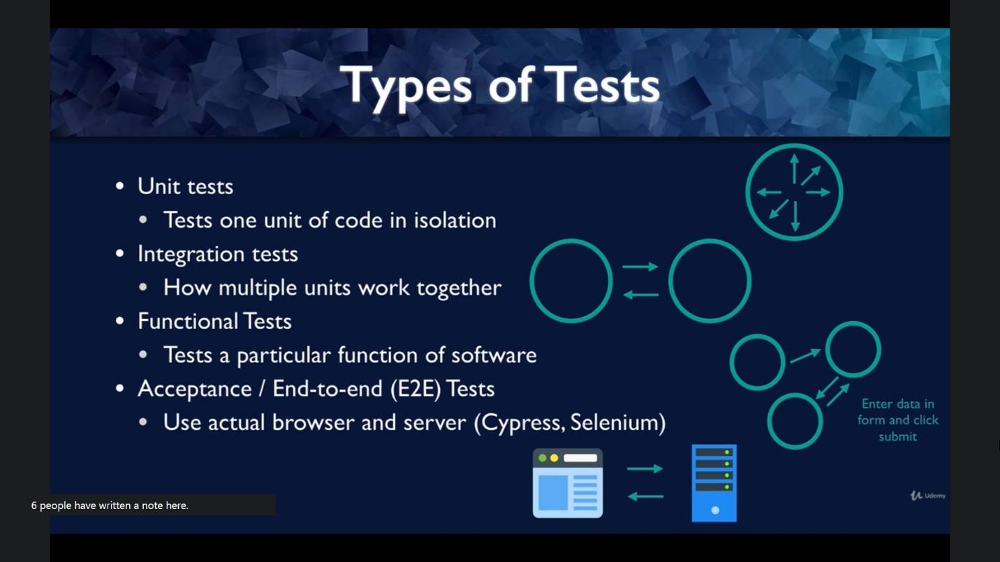 Types of Tests
• Unit tests
• Tests one unit of code in isolation
• Integration tests
• How multiple units work together
• Functional Tests
• Tests a particular function of software
• Acceptance / End-to-end (E2E) Tests
• Use actual browser and server (Cypress, Selenium)
Enter data in
form and click
submit
6 people have written a note here.
Udemy